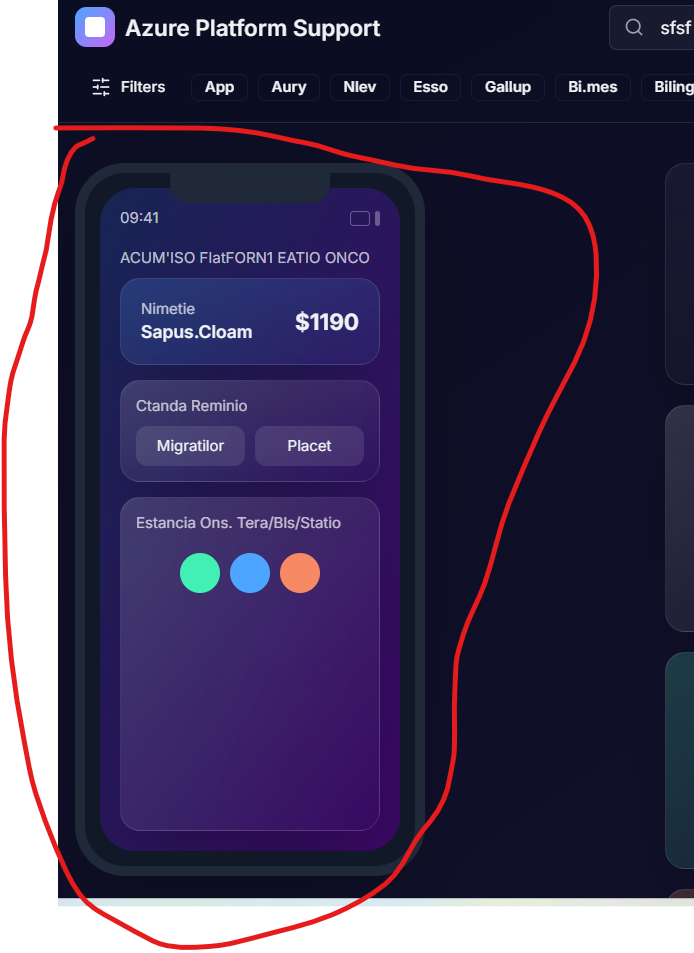 Azure Platform Support
sfsf
Filters App Aury Nlev Esso Gallup Bi.mes Biling
09:41
ACUM'ISO FlatFORN1 EATIO ONCO
Nimetie
Sapus.Cloam
$1190
Ctanda Reminio
Migratilor Placet
Estancia Ons. Tera/Bls/Statio